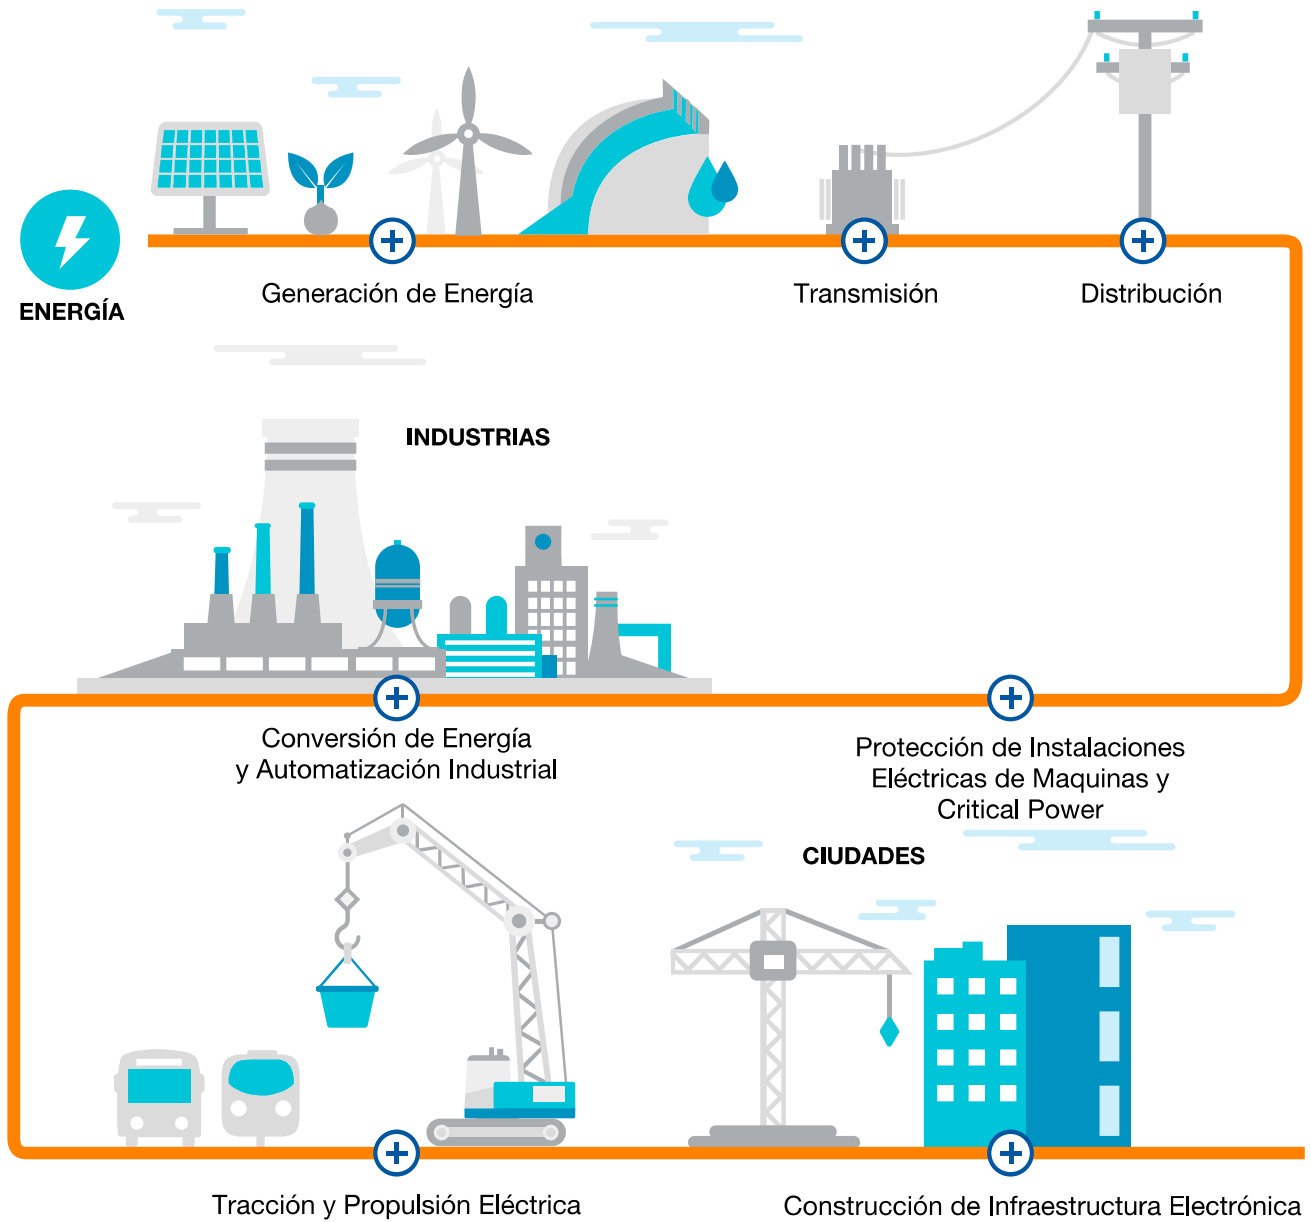 ENERGÍA
Generación de Energía
Transmisión
Distribución
INDUSTRIAS
Conversión de Energía
y Automatización Industrial
Protección de Instalaciones
Eléctricas de Maquinas y
Critical Power
CIUDADES
Tracción y Propulsión Eléctrica
Construcción de Infraestructura Electrónica